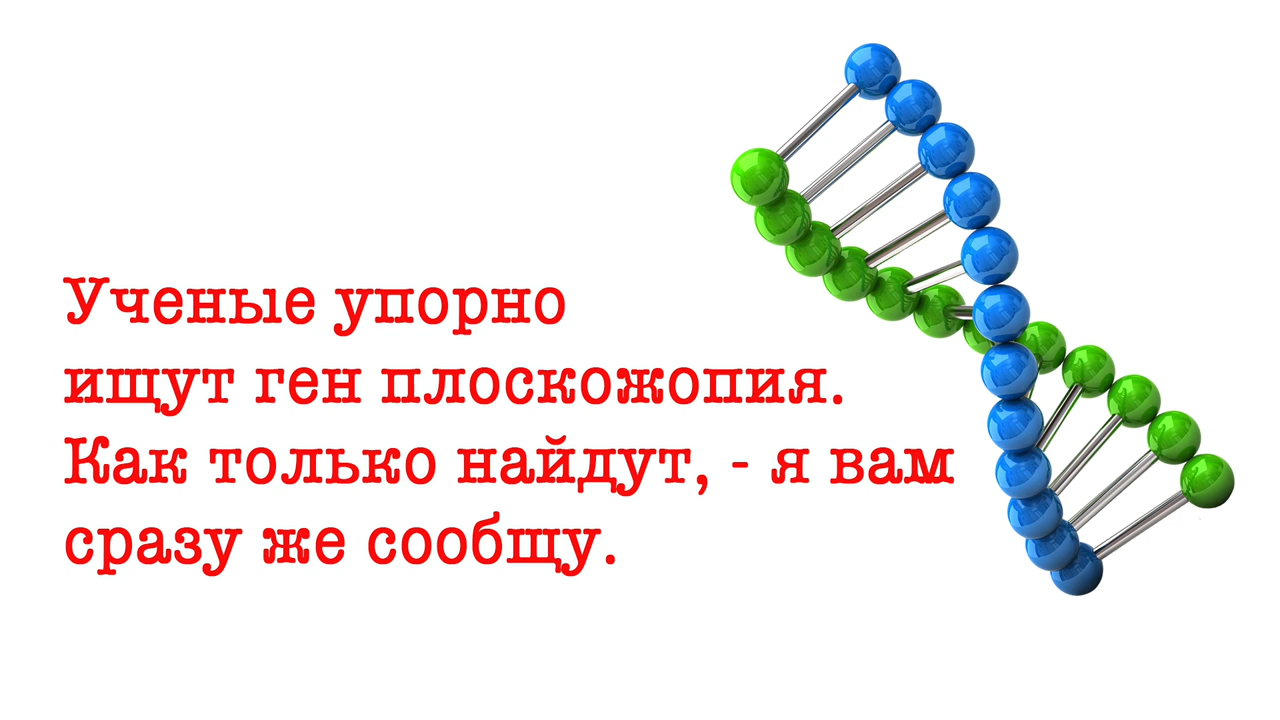 Ученые упорно
ищут ген плоскожопия.
Как только найдут, - я вам
сразу же сообщу.